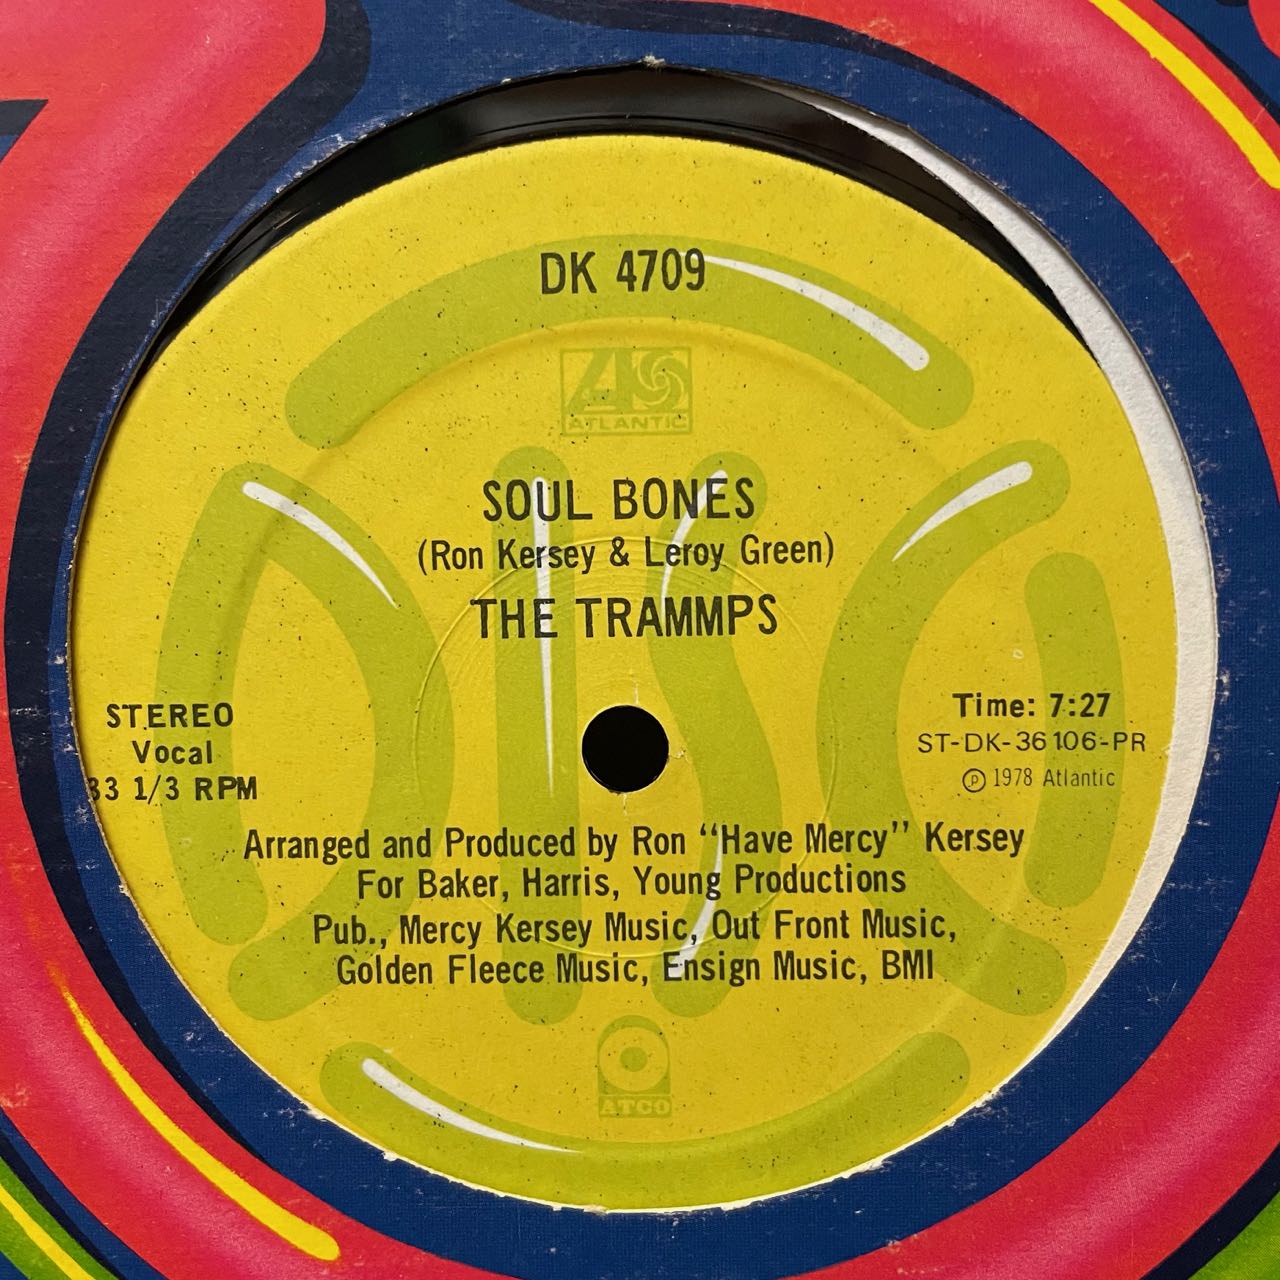 DK 4709
ATLANTIC
SOUL BONES
(Ron Kersey & Leroy Green)
THE TRAMMPS
STEREO
Vocal
33 1/3 RPM
Time: 7:27
ST-DK-36106-PR
℗ 1978 Atlantic
DISCO
Arranged and Produced by Ron "Have Mercy" Kersey
For Baker, Harris, Young Productions
Pub., Mercy Kersey Music, Out Front Music,
Golden Fleece Music, Ensign Music, BMI
ATCO